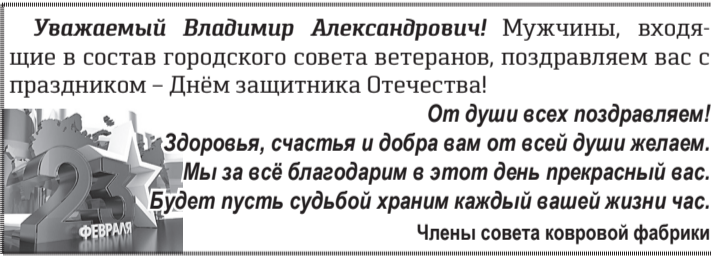 Уважаемый Владимир Александрович! Мужчины, входя-
щие в состав городского совета ветеранов, поздравляем вас с
праздником – Днём защитника Отечества!
От души всех поздравляем!
Здоровья, счастья и добра вам от всей души желаем.
Мы за всё благодарим в этот день прекрасный вас.
Будет пусть судьбой храним каждый вашей жизни час.
Члены совета ковровой фабрики
23
ФЕВРАЛЯ